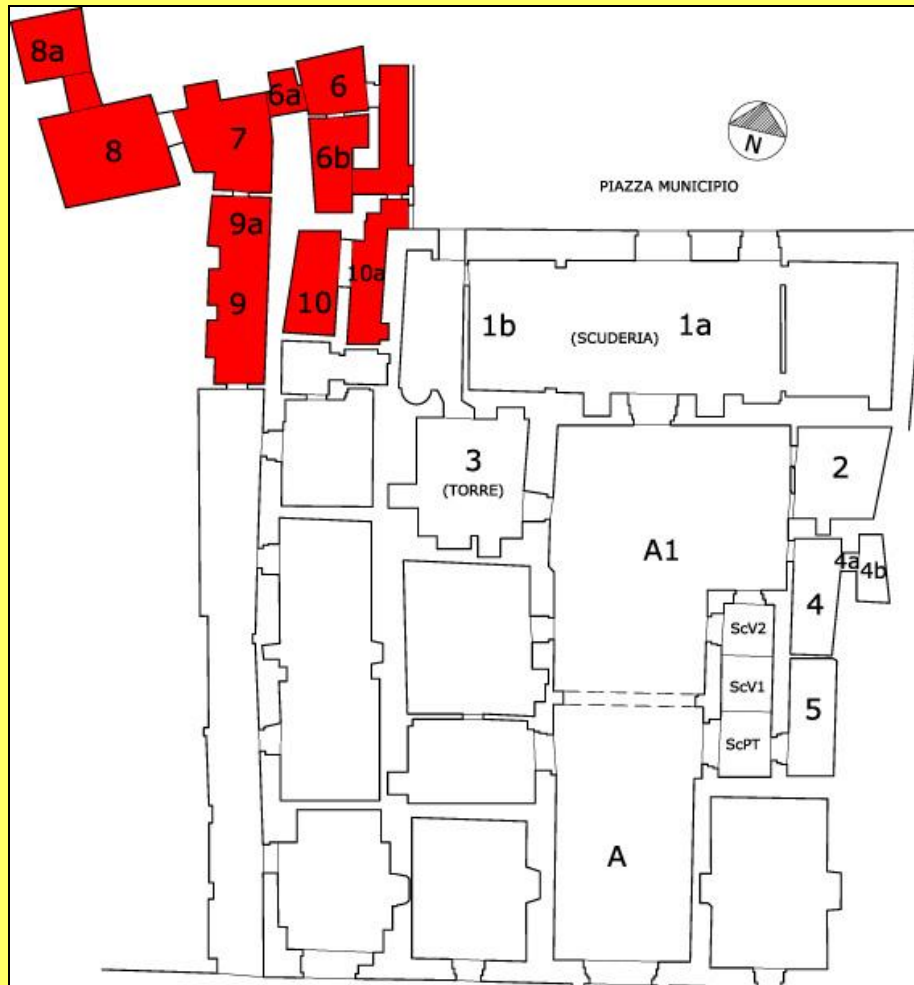 8a
6a
6
8
7
6b
N
PIAZZA MUNICIPIO
9a
10a
9
10
1b
(SCUDERIA)
1a
3
(TORRE)
2
A1
4a
4b
4
ScV2
ScV1
5
ScPT
A